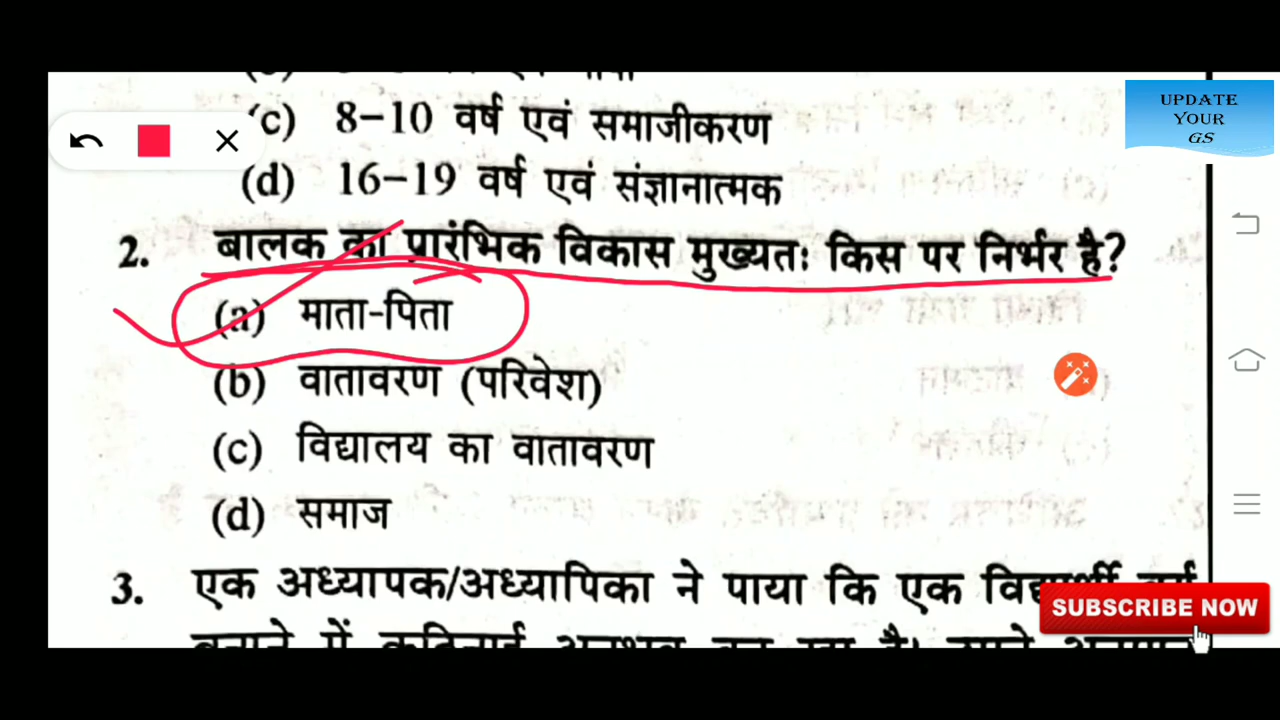 (c) 8–10 वर्ष एवं समाजीकरण
(d) 16–19 वर्ष एवं संज्ञानात्मक
2. बालक का प्रारंभिक विकास मुख्यतः किस पर निर्भर है?
(a) माता-पिता
(b) वातावरण (परिवेश)
(c) विद्यालय का वातावरण
(d) समाज
3. एक अध्यापक/अध्यापिका ने पाया कि एक
UPDATE
YOUR
GS
SUBSCRIBE NOW